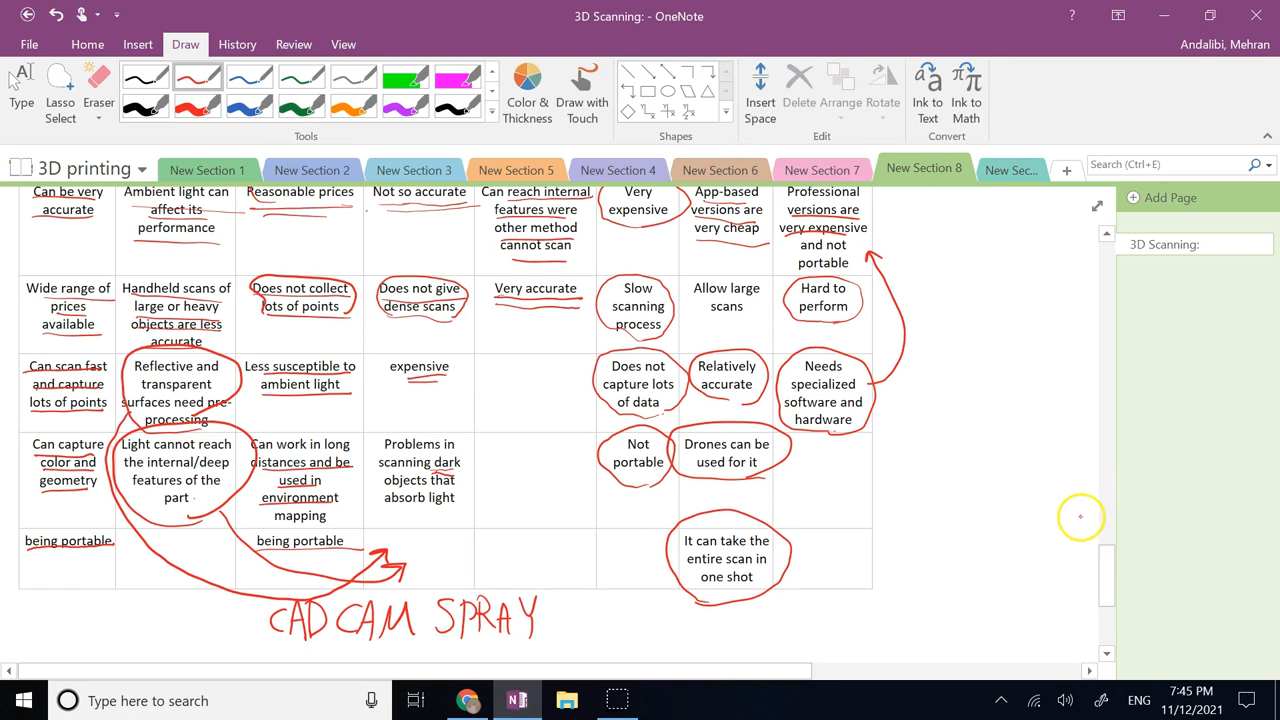 3D Scanning: - OneNote
?
File Home Insert Draw History Review View
Andalibi, Mehran
Type
Lasso Select
Eraser
Color & Thickness
Draw with Touch
Insert Space
Delete
Arrange
Rotate
Ink to Text
Ink to Math
Tools
Shapes
Edit
Convert
3D printing
New Section 1
New Section 2
New Section 3
New Section 5
New Section 4
New Section 6
New Section 7
New Section 8
New Sec...
Search (Ctrl+E)
Add Page
3D Scanning:
Can be very
accurate
Ambient light can
affect its
performance
Reasonable prices
Not so accurate
Can reach internal
features were
other method
cannot scan
Very
expensive
App-based
versions are
very cheap
Professional
versions are
very expensive
and not
portable
Wide range of
prices
available
Handheld scans of
large or heavy
objects are less
accurate
Does not collect
lots of points
Does not give
dense scans
Very accurate
Slow
scanning
process
Allow large
scans
Hard to
perform
Can scan fast
and capture
lots of points
Reflective and
transparent
surfaces need pre-
processing
Less susceptible to
ambient light
expensive
Does not
capture lots
of data
Relatively
accurate
Needs
specialized
software and
hardware
Can capture
color and
geometry
Light cannot reach
the internal/deep
features of the
part
Can work in long
distances and be
used in
environment
mapping
Problems in
scanning dark
objects that
absorb light
Not
portable
Drones can be
used for it
being portable
being portable
It can take the
entire scan in
one shot
CAD CAM SPRAY
Type here to search
ENG
7:45 PM
11/12/2021